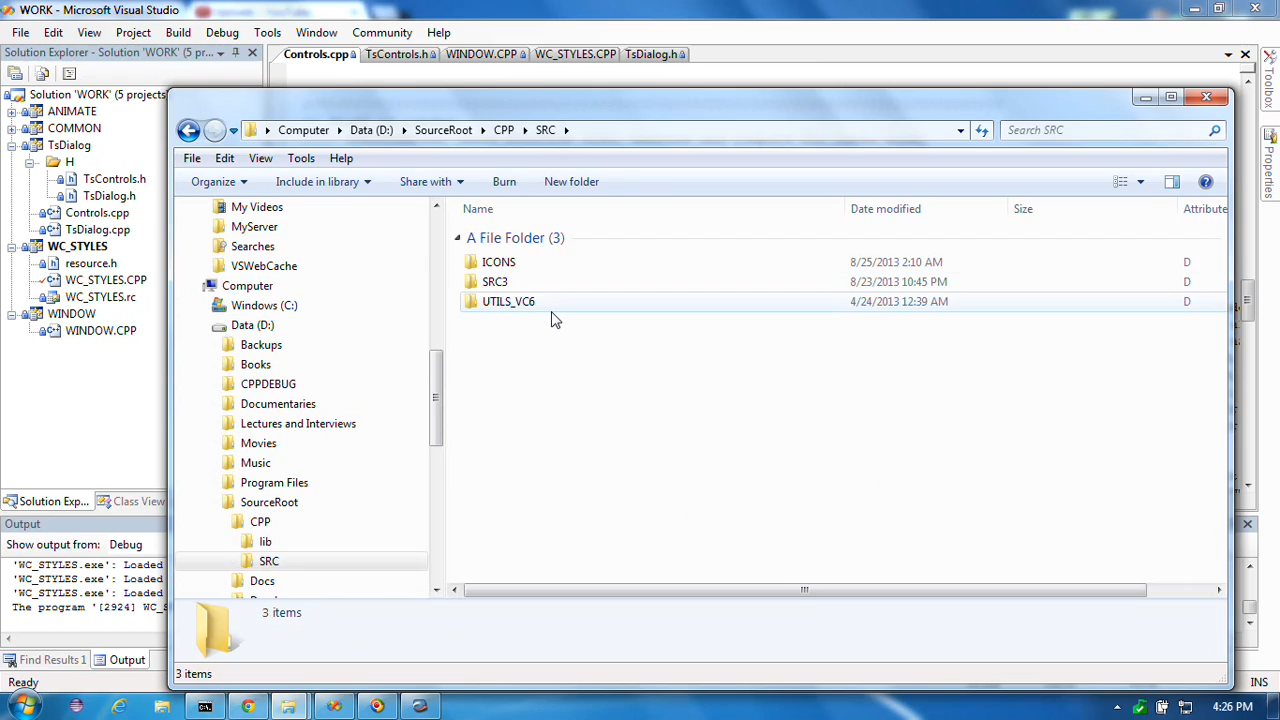 WORK - Microsoft Visual Studio
File Edit View Project Build Debug Tools Window Community Help
Solution Explorer - Solution 'WORK' (5 pr...
Controls.cpp TsControls.h WINDOW.CPP WC_STYLES.CPP TsDialog.h
Solution 'WORK' (5 projects
ANIMATE
COMMON
TsDialog
H
TsControls.h
TsDialog.h
Controls.cpp
TsDialog.cpp
WC_STYLES
resource.h
WC_STYLES.CPP
WC_STYLES.rc
WINDOW
WINDOW.CPP
Solution Exp... Class View
Output
Show output from: Debug
'WC_STYLES.exe': Loaded
'WC_STYLES.exe': Loaded
'WC_STYLES.exe': Loaded
The program '[2924] WC_S
Find Results 1 Output
Ready
INS
Toolbox
Properties
Computer Data (D:) SourceRoot CPP SRC
Search SRC
File Edit View Tools Help
Organize Include in library Share with Burn New folder
My Videos
MyServer
Searches
VSWebCache
Computer
Windows (C:)
Data (D:)
Backups
Books
CPPDEBUG
Documentaries
Lectures and Interviews
Movies
Music
Program Files
SourceRoot
CPP
lib
SRC
Docs
Name Date modified Size Attribute
A File Folder (3)
ICONS 8/25/2013 2:10 AM D
SRC3 8/23/2013 10:45 PM D
UTILS_VC6 4/24/2013 12:39 AM D
3 items
3 items
4:26 PM